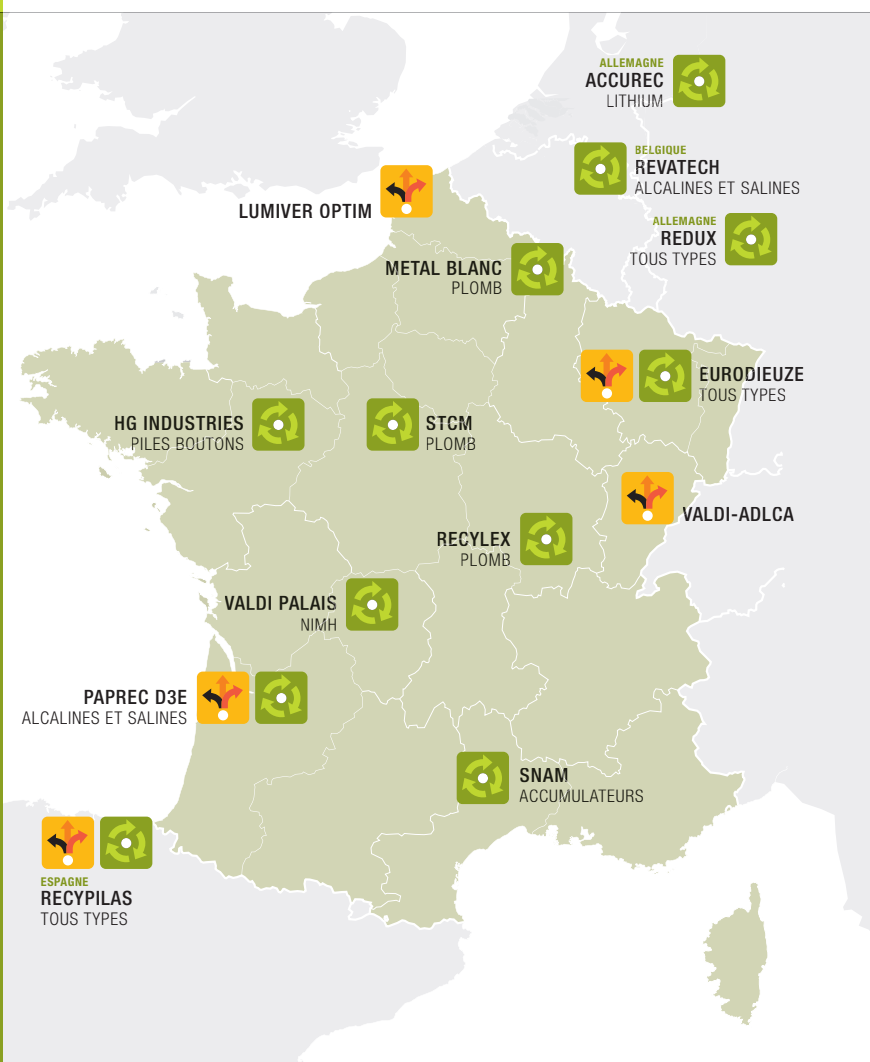 ALLEMAGNE
ACCUREC
LITHIUM
BELGIQUE
REVATECH
ALCALINES ET SALINES
LUMIVER OPTIM
ALLEMAGNE
REDUX
TOUS TYPES
METAL BLANC
PLOMB
EURODIEUZE
TOUS TYPES
HG INDUSTRIES
PILES BOUTONS
STCM
PLOMB
VALDI-ADLCA
RECYLEX
PLOMB
VALDI PALAIS
NIMH
PAPREC D3E
ALCALINES ET SALINES
SNAM
ACCUMULATEURS
ESPAGNE
RECYPILAS
TOUS TYPES